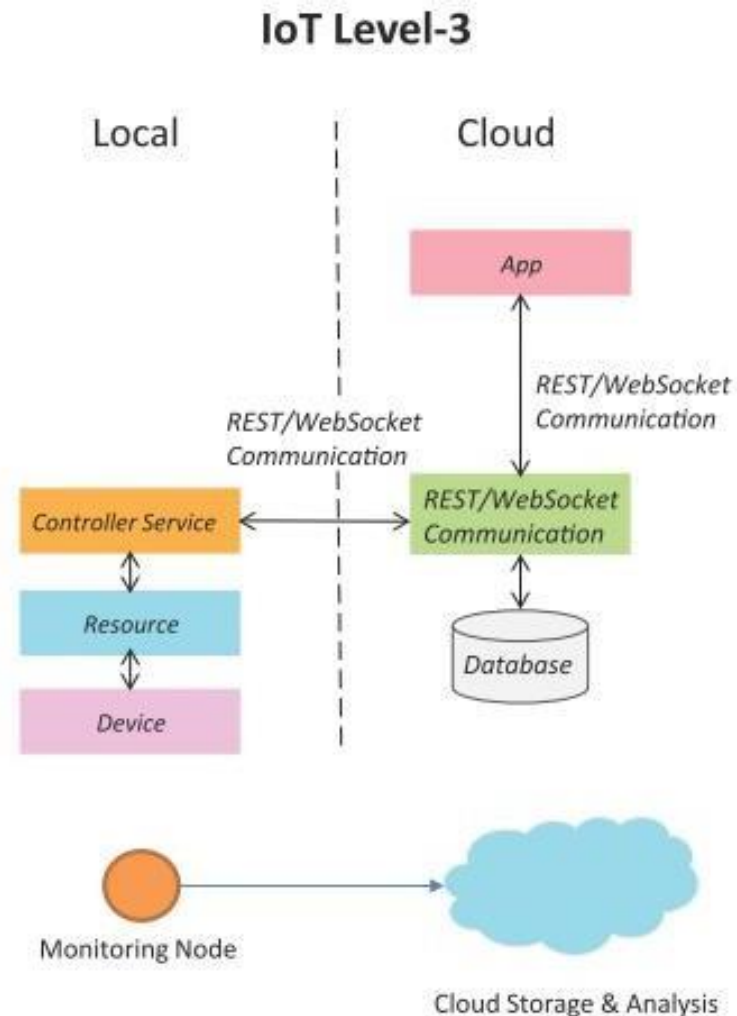 IoT Level-3
Local
Cloud
App
REST/WebSocket
Communication
REST/WebSocket
Communication
Controller Service
REST/WebSocket
Communication
Resource
Database
Device
Monitoring Node
Cloud Storage & Analysis